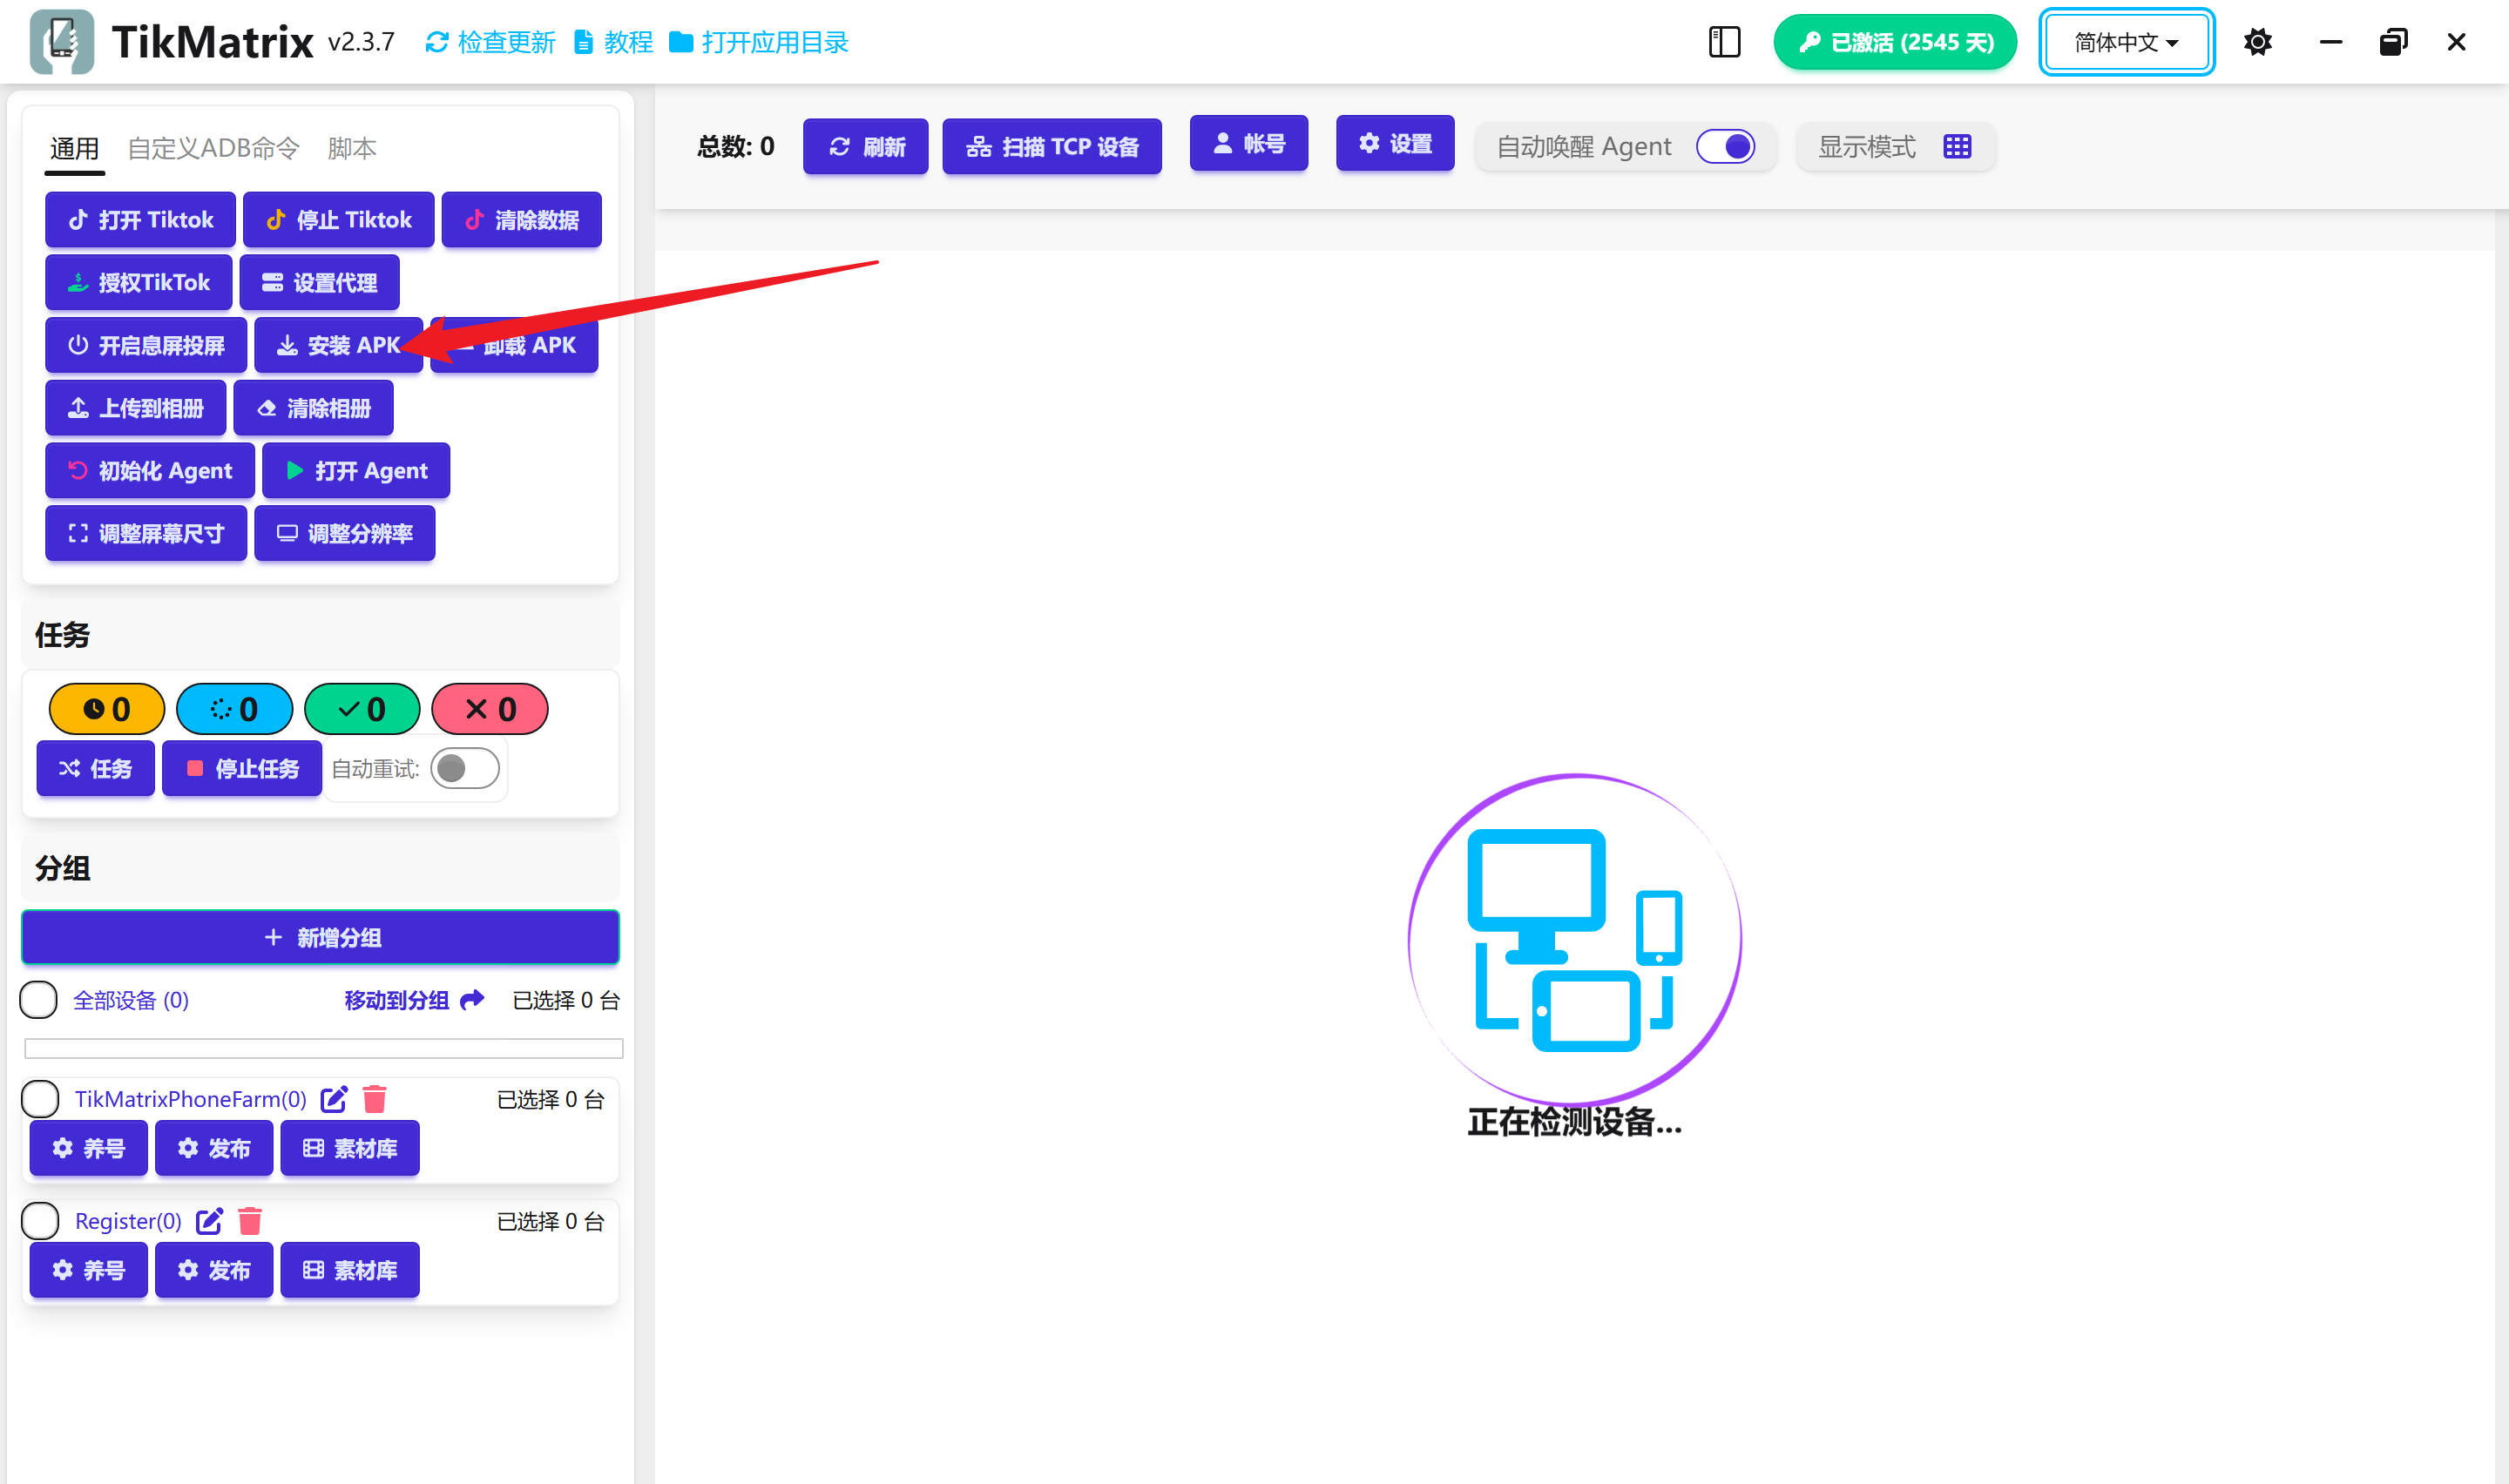 TikMatrix v2.3.7 检查更新 教程 打开应用目录 已激活 (2545 天) 简体中文
通用 自定义ADB命令 脚本
总数: 0 刷新 扫描 TCP 设备 帐号 设置 自动唤醒 Agent 显示模式
打开 Tiktok 停止 Tiktok 清除数据
授权TikTok 设置代理
开启息屏投屏 安装 APK 卸载 APK
上传到相册 清除相册
初始化 Agent 打开 Agent
调整屏幕尺寸 调整分辨率
任务
0 0 0 0
任务 停止任务 自动重试:
分组
新增分组
全部设备 (0) 移动到分组 已选择 0 台
TikMatrixPhoneFarm(0) 已选择 0 台
养号 发布 素材库
Register(0) 已选择 0 台
养号 发布 素材库
正在检测设备...